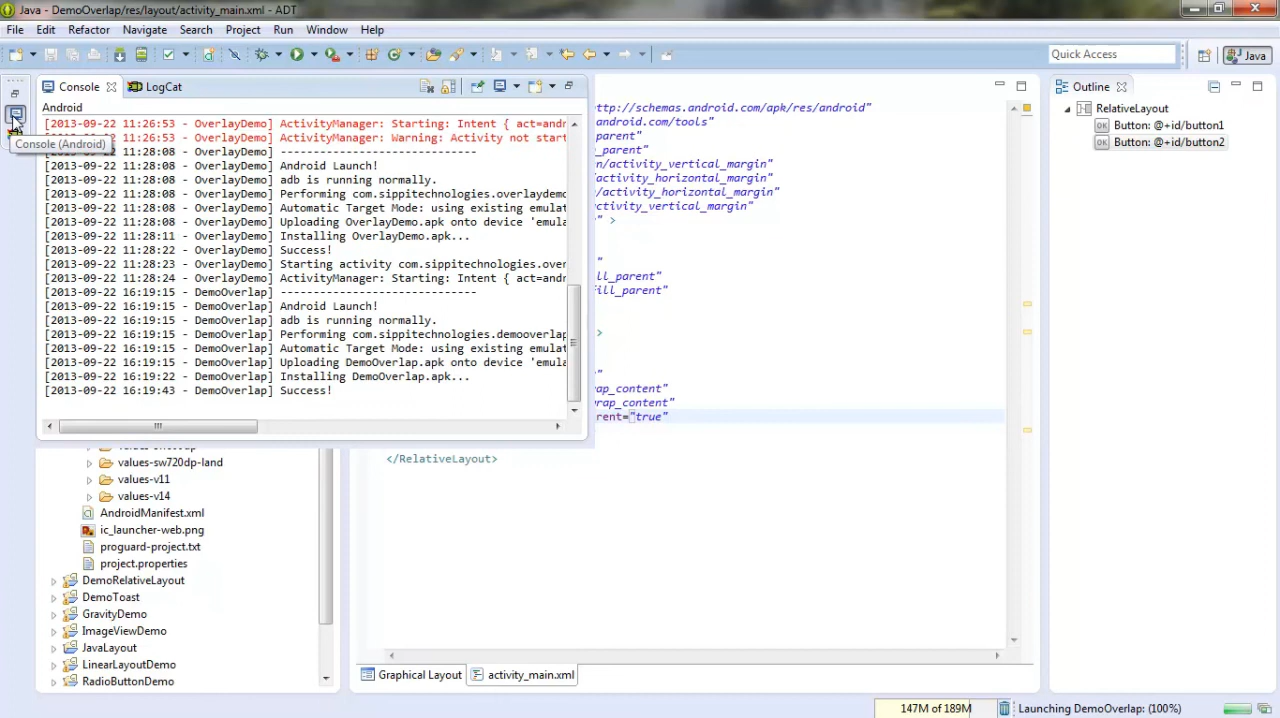 Java - DemoOverlap/res/layout/activity_main.xml - ADT
File Edit Refactor Navigate Search Project Run Window Help
Quick Access
Java
Console LogCat
Outline
Android
[2013-09-22 11:26:53 - OverlayDemo] ActivityManager: Starting: Intent { act=andr
[2013-09-22 11:26:53 - OverlayDemo] ActivityManager: Warning: Activity not start
Console (Android)
[2013-09-22 11:28:08 - OverlayDemo] ------------------------------
[2013-09-22 11:28:08 - OverlayDemo] Android Launch!
[2013-09-22 11:28:08 - OverlayDemo] adb is running normally.
[2013-09-22 11:28:08 - OverlayDemo] Performing com.sippitechnologies.overlaydemo
[2013-09-22 11:28:08 - OverlayDemo] Automatic Target Mode: using existing emulat
[2013-09-22 11:28:08 - OverlayDemo] Uploading OverlayDemo.apk onto device 'emula
[2013-09-22 11:28:11 - OverlayDemo] Installing OverlayDemo.apk...
[2013-09-22 11:28:22 - OverlayDemo] Success!
[2013-09-22 11:28:23 - OverlayDemo] Starting activity com.sippitechnologies.over
[2013-09-22 11:28:24 - OverlayDemo] ActivityManager: Starting: Intent { act=andr
[2013-09-22 16:19:15 - DemoOverlap] ------------------------------
[2013-09-22 16:19:15 - DemoOverlap] Android Launch!
[2013-09-22 16:19:15 - DemoOverlap] adb is running normally.
[2013-09-22 16:19:15 - DemoOverlap] Performing com.sippitechnologies.demooverlap
[2013-09-22 16:19:15 - DemoOverlap] Automatic Target Mode: using existing emulat
[2013-09-22 16:19:15 - DemoOverlap] Uploading DemoOverlap.apk onto device 'emula
[2013-09-22 16:19:22 - DemoOverlap] Installing DemoOverlap.apk...
[2013-09-22 16:19:43 - DemoOverlap] Success!
ttp://schemas.android.com/apk/res/android"
android.com/tools"
parent"
_parent"
n/activity_vertical_margin"
/activity_horizontal_margin"
n/activity_horizontal_margin"
activity_vertical_margin"
" >
"
ll_parent"
ill_parent"
>
"
rap_content"
wrap_content"
rent="true"
</RelativeLayout>
RelativeLayout
Button: @+id/button1
Button: @+id/button2
values-sw720dp-land
values-v11
values-v14
AndroidManifest.xml
ic_launcher-web.png
proguard-project.txt
project.properties
DemoRelativeLayout
DemoToast
GravityDemo
ImageViewDemo
JavaLayout
LinearLayoutDemo
RadioButtonDemo
Graphical Layout activity_main.xml
147M of 189M
Launching DemoOverlap: (100%)